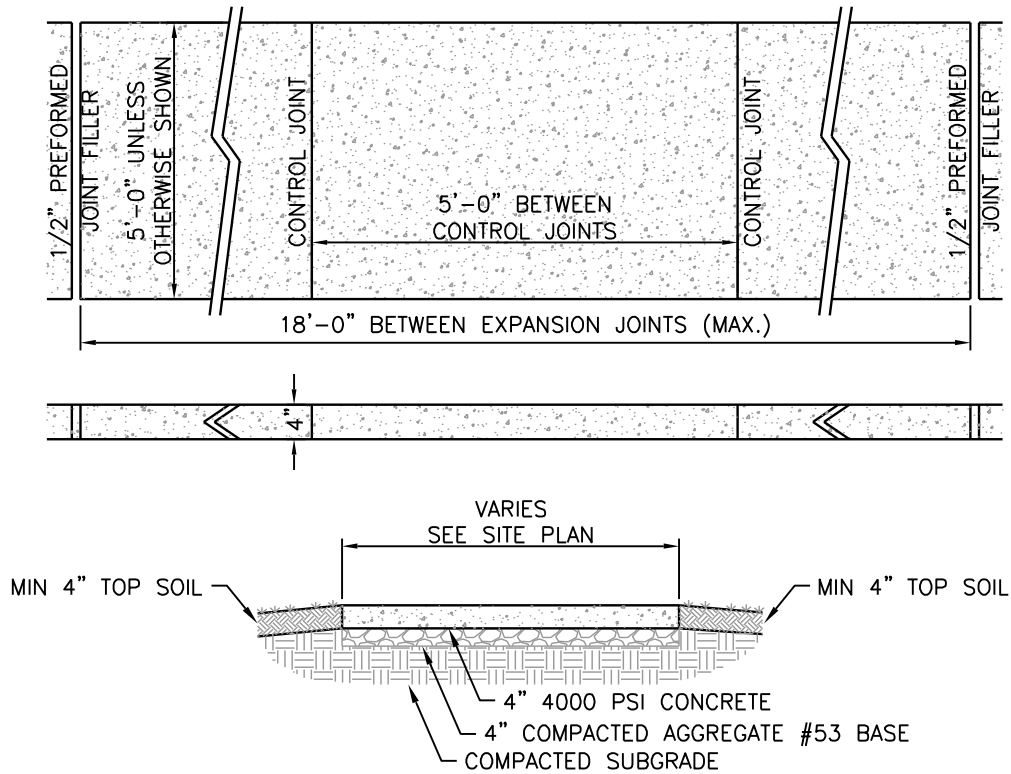 1/2" PREFORMED
JOINT FILLER
5'-0" UNLESS
OTHERWISE SHOWN
CONTROL JOINT
5'-0" BETWEEN
CONTROL JOINTS
CONTROL JOINT
1/2" PREFORMED
JOINT FILLER
18'-0" BETWEEN EXPANSION JOINTS (MAX.)
4"
VARIES
SEE SITE PLAN
MIN 4" TOP SOIL
MIN 4" TOP SOIL
4" 4000 PSI CONCRETE
4" COMPACTED AGGREGATE #53 BASE
COMPACTED SUBGRADE